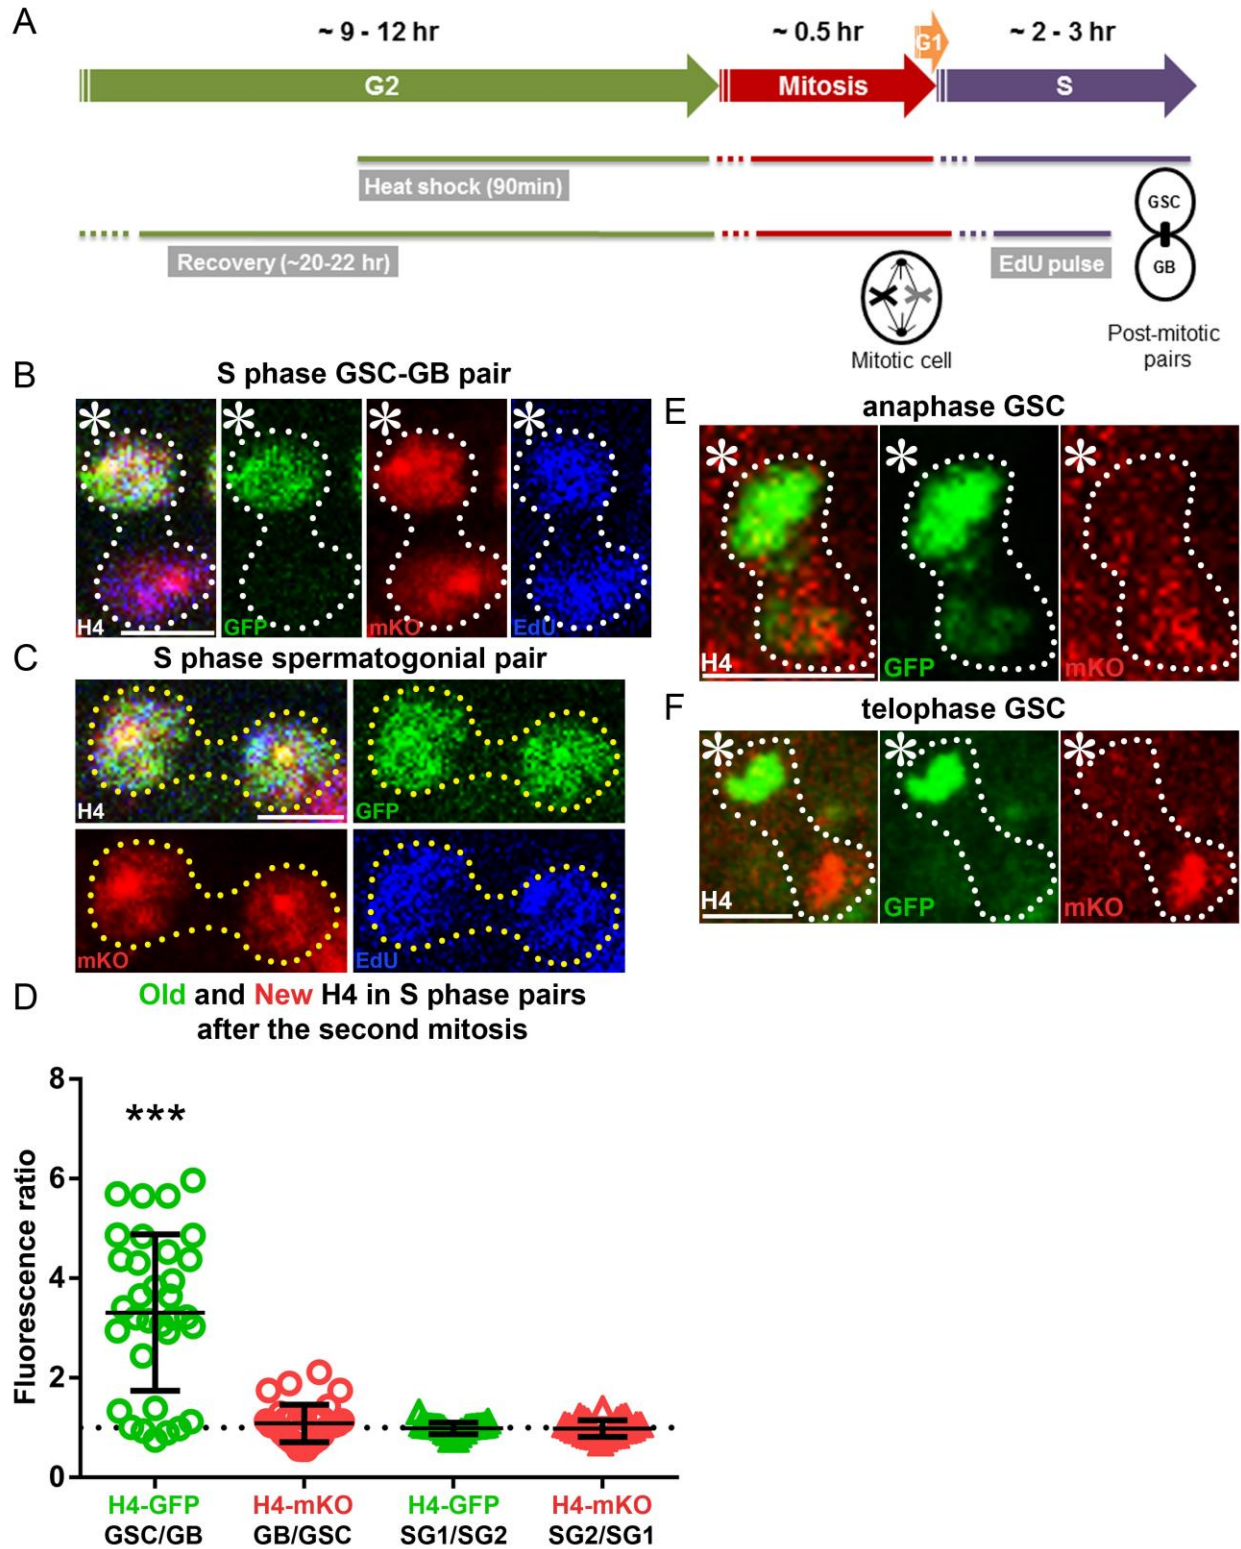 A
~ 9 - 12 hr
~ 0.5 hr
G1
~ 2 - 3 hr
G2
Mitosis
S
Heat shock (90min)
GSC
GB
Recovery (~20-22 hr)
EdU pulse
Mitotic cell
Post-mitotic
pairs
B
S phase GSC-GB pair
*
*
*
*
H4
GFP
mKO
EdU
C
S phase spermatogonial pair
H4
GFP
mKO
EdU
D
Old and New H4 in S phase pairs
after the second mitosis
8
6
4
2
0
Fluorescence ratio
***
H4-GFP
GSC/GB
H4-mKO
GB/GSC
H4-GFP
SG1/SG2
H4-mKO
SG2/SG1
E
anaphase GSC
*
*
*
H4
GFP
mKO
F
telophase GSC
*
*
*
H4
GFP
mKO